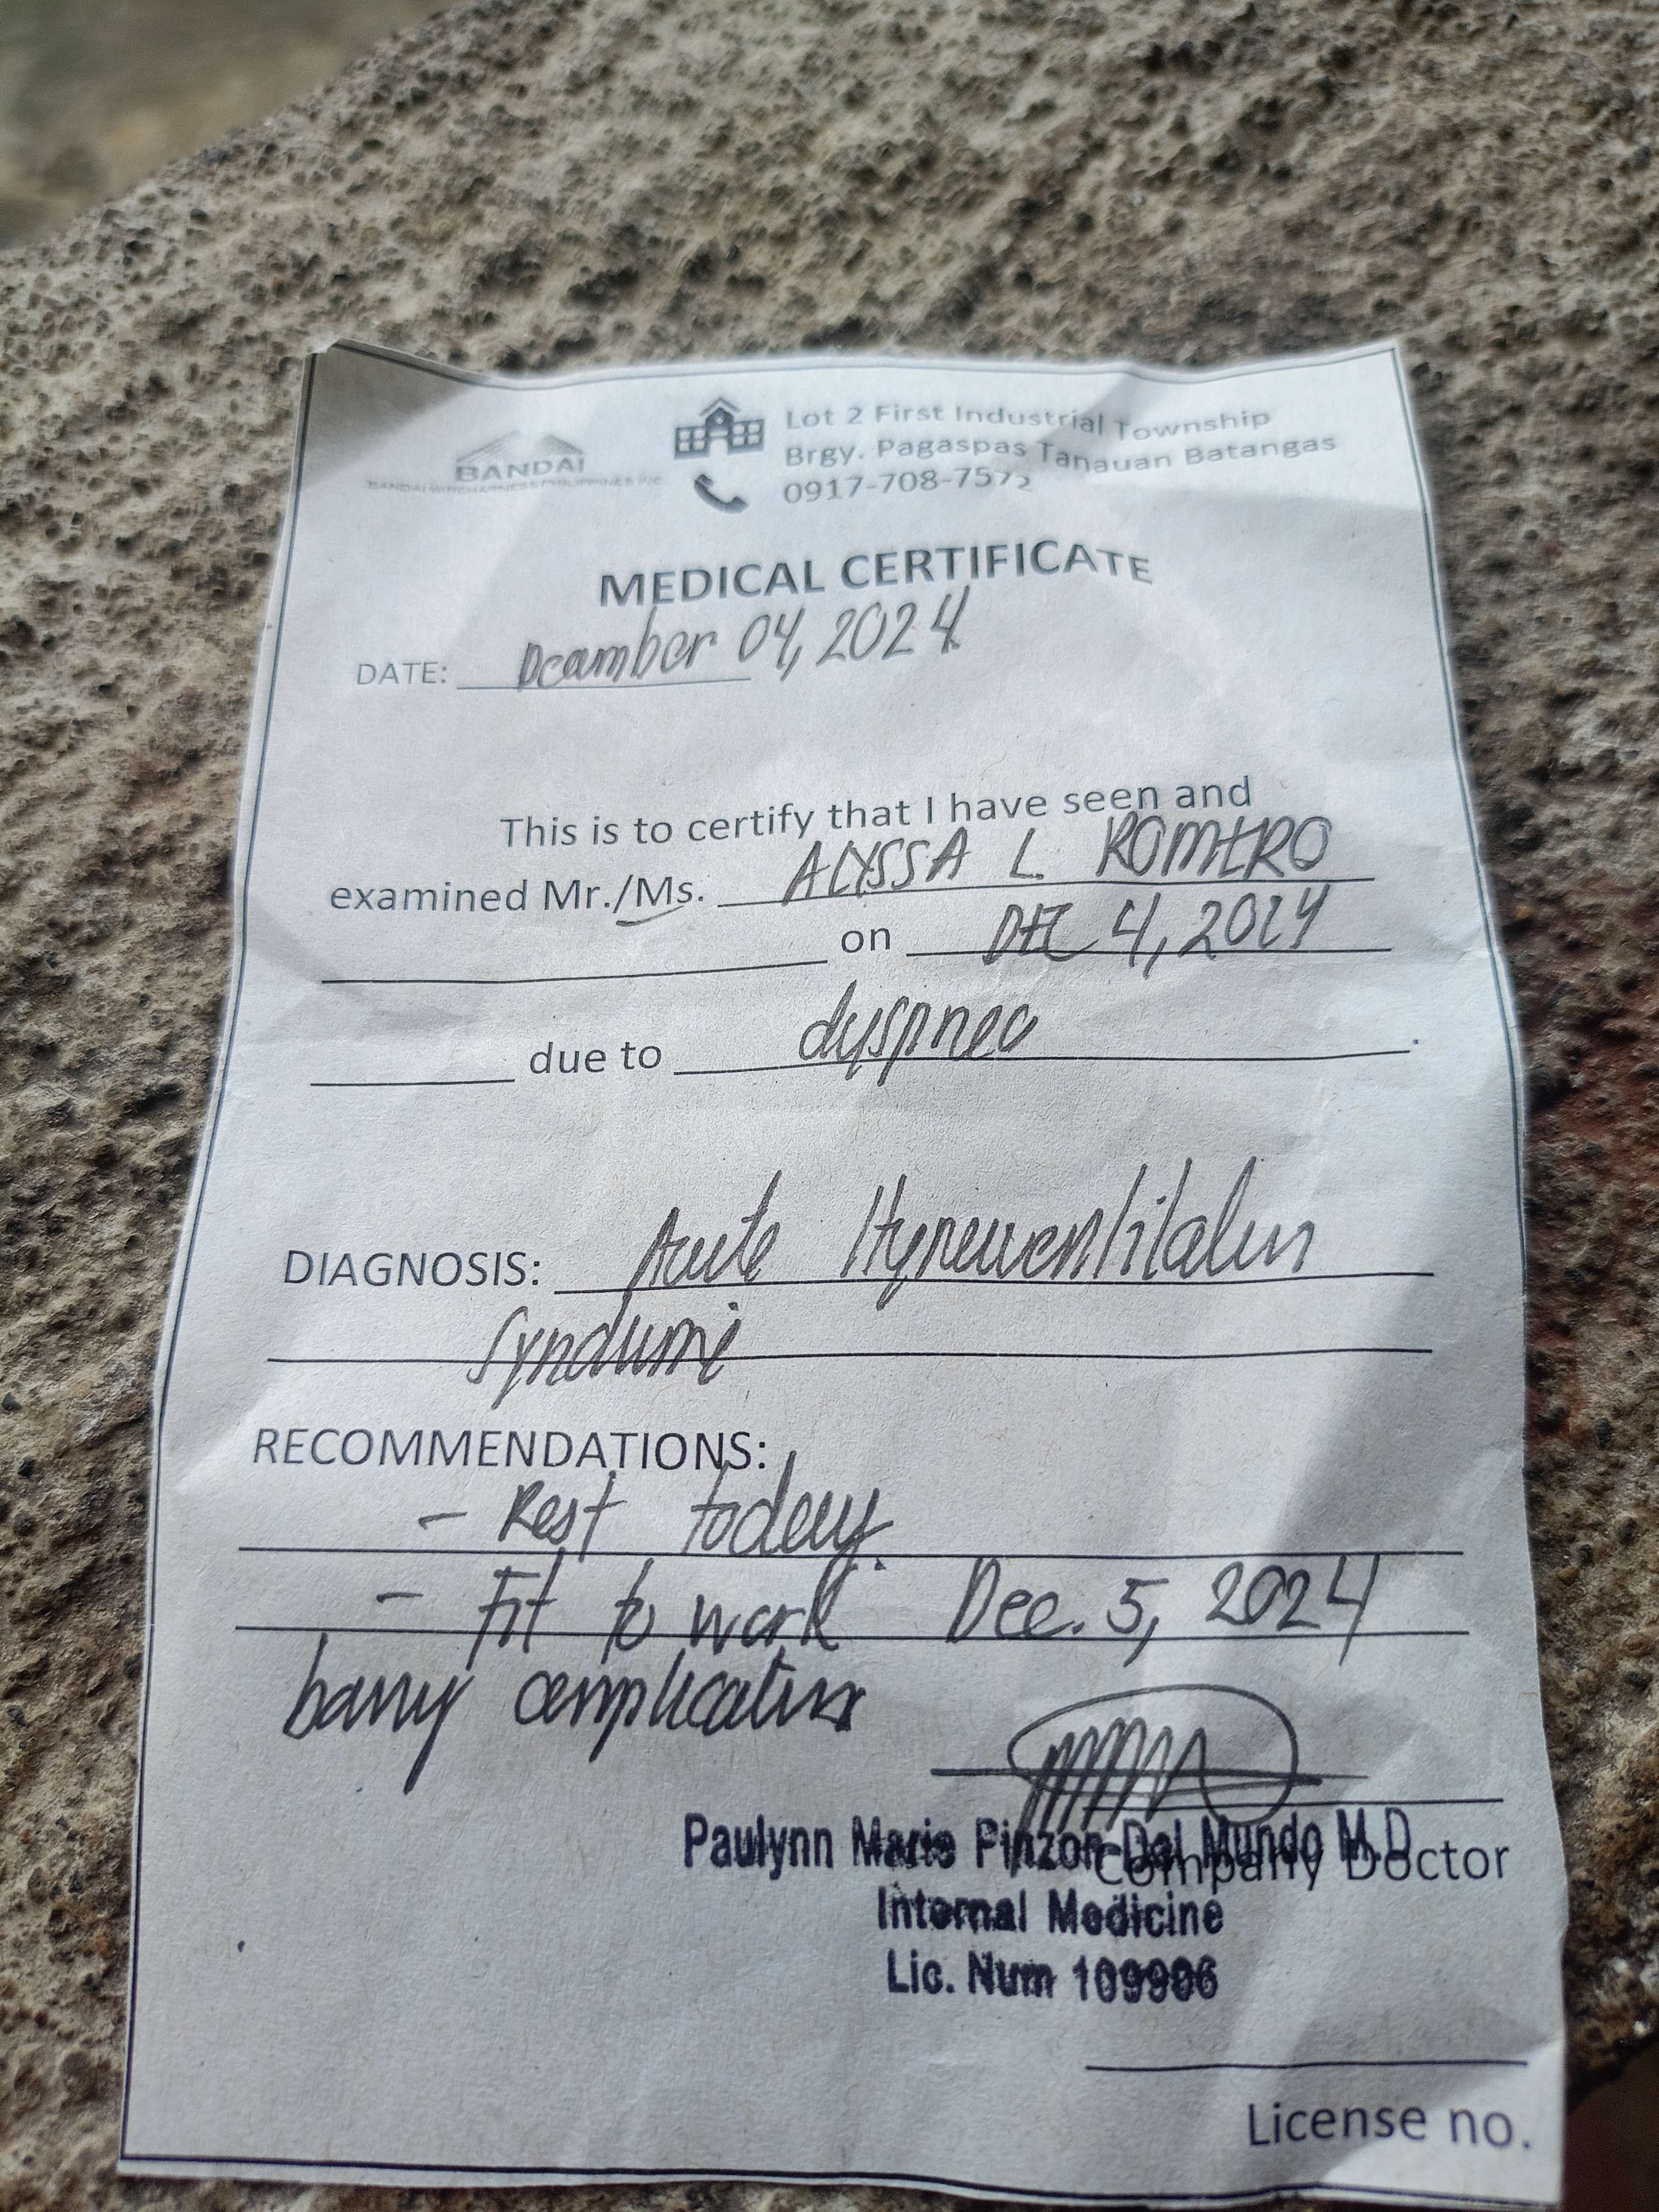 BANDAI
BANDAI WIREHARNESS PHILIPPINES INC.
Lot 2 First Industrial Township
Brgy. Pagaspas Tanauan Batangas
0917-708-7572
MEDICAL CERTIFICATE
DATE: December 04, 2024
This is to certify that I have seen and
examined Mr./Ms. ALYSSA L. ROMERO
on DEC 4, 2024
due to dyspnea.
DIAGNOSIS: Acute Hyperventilation
Syndrome
RECOMMENDATIONS:
- Rest today.
- Fit to work Dec. 5, 2024
barring complications
Paulynn Marie Pinzon-Del Mundo M.D
Company Doctor
Internal Medicine
Lic. Num 109906
License no.